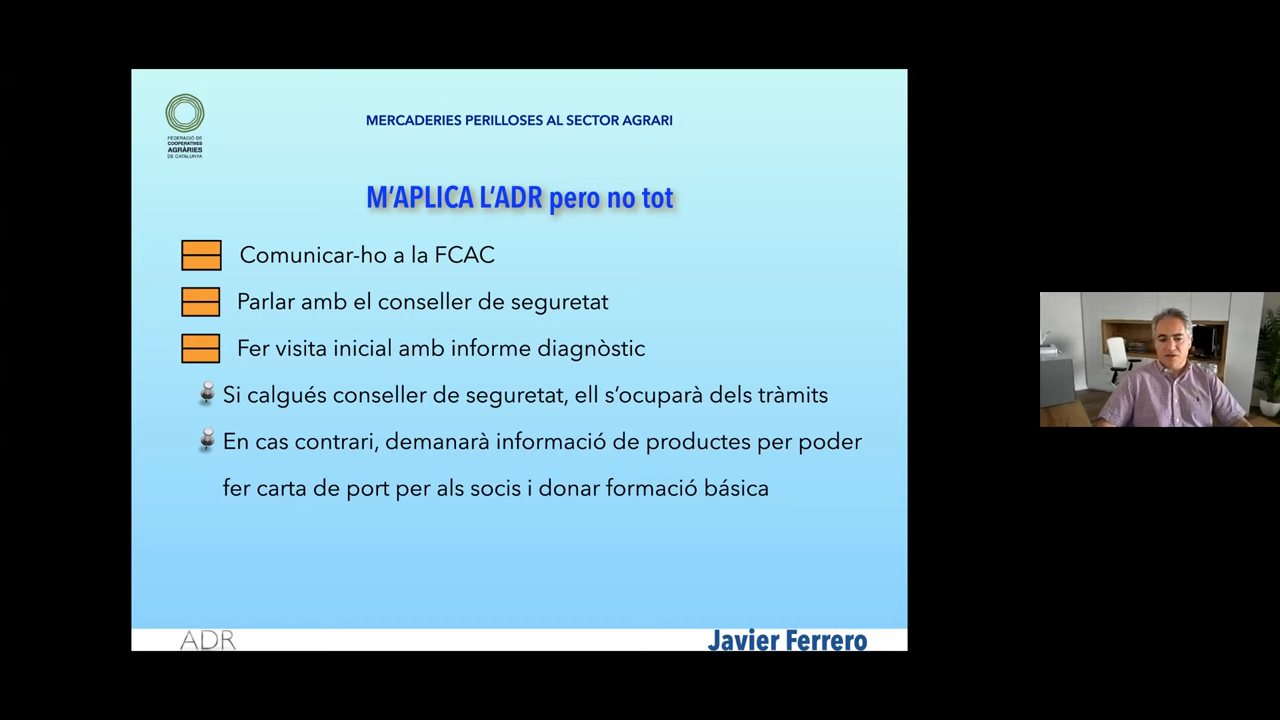 FEDERACIÓ DE
COOPERATIVES
AGRÀRIES
DE CATALUNYA
MERCADERIES PERILLOSES AL SECTOR AGRARI
M'APLICA L'ADR pero no tot
Comunicar-ho a la FCAC
Parlar amb el conseller de seguretat
Fer visita inicial amb informe diagnòstic
Si calgués conseller de seguretat, ell s'ocuparà dels tràmits
En cas contrari, demanarà informació de productes per poder
fer carta de port per als socis i donar formació básica
ADR
Javier Ferrero